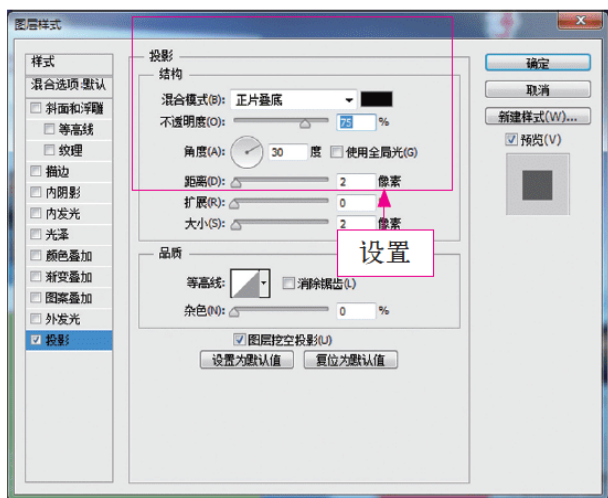 图层样式
样式
混合选项:默认
斜面和浮雕
等高线
纹理
描边
内阴影
内发光
光泽
颜色叠加
渐变叠加
图案叠加
外发光
投影
投影
结构
混合模式(B): 正片叠底
不透明度(O): 75 %
角度(A): 30 度 使用全局光(G)
距离(D): 2 像素
扩展(R): 0
大小(S): 2 像素
设置
品质
等高线: 消除锯齿(L)
杂色(N): 0 %
图层挖空投影(U)
设置为默认值 复位为默认值
确定
取消
新建样式(W)...
预览(V)